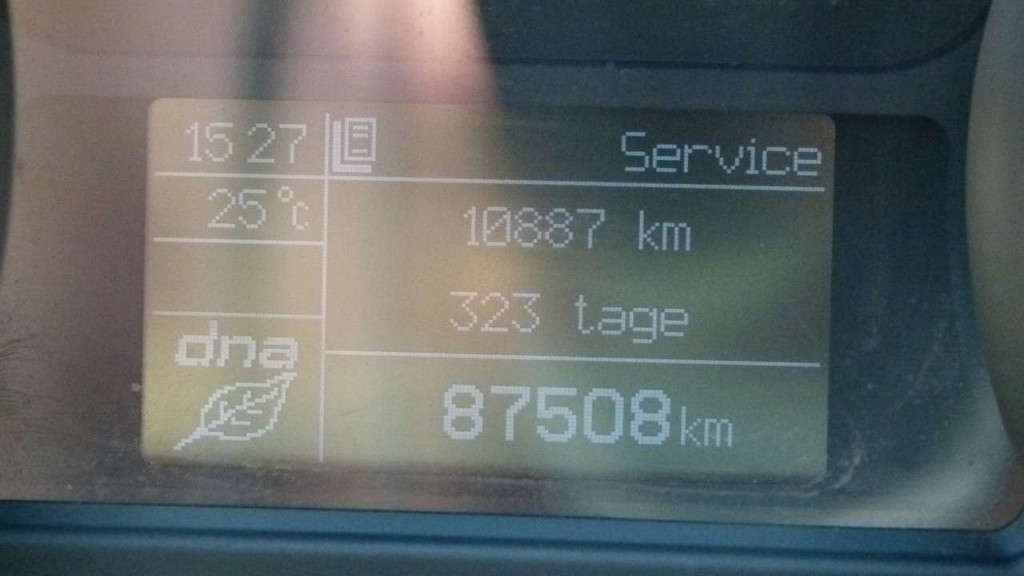 15 27
Service
25°c
10887 km
323 tage
dna
87508 km